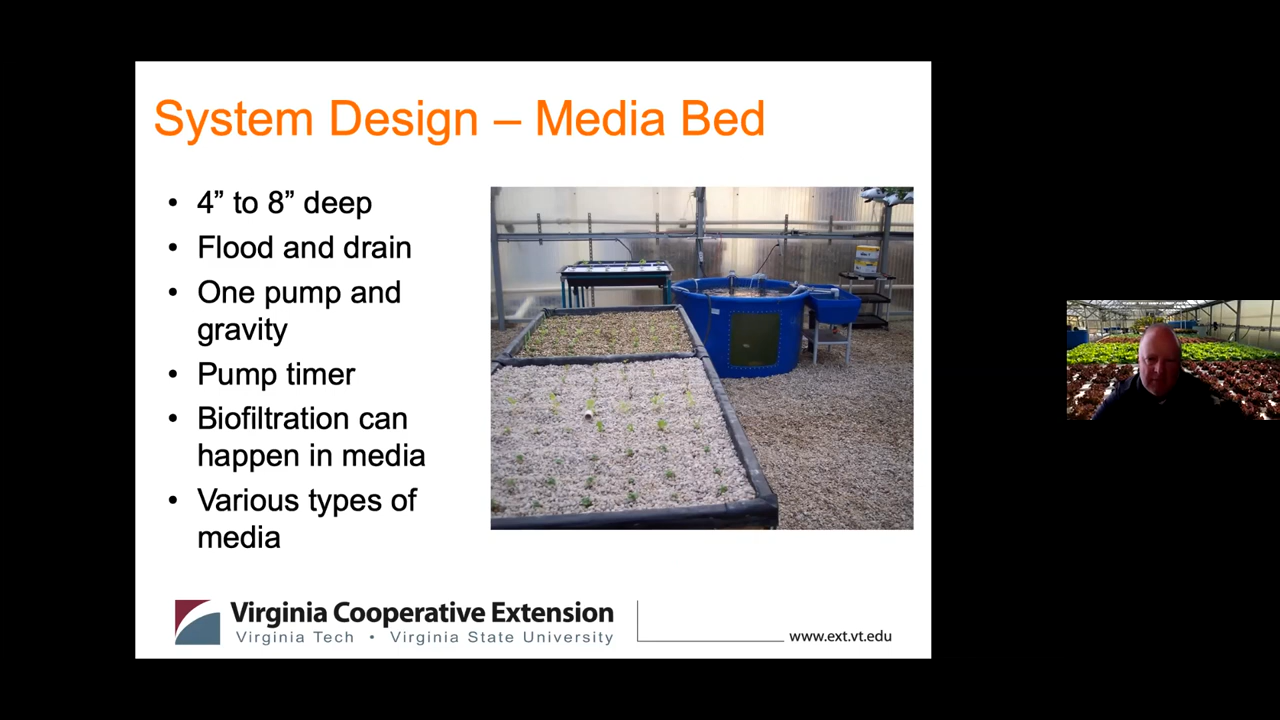 System Design – Media Bed
• 4” to 8” deep
• Flood and drain
• One pump and
gravity
• Pump timer
• Biofiltration can
happen in media
• Various types of
media
Virginia Cooperative Extension
Virginia Tech • Virginia State University
www.ext.vt.edu